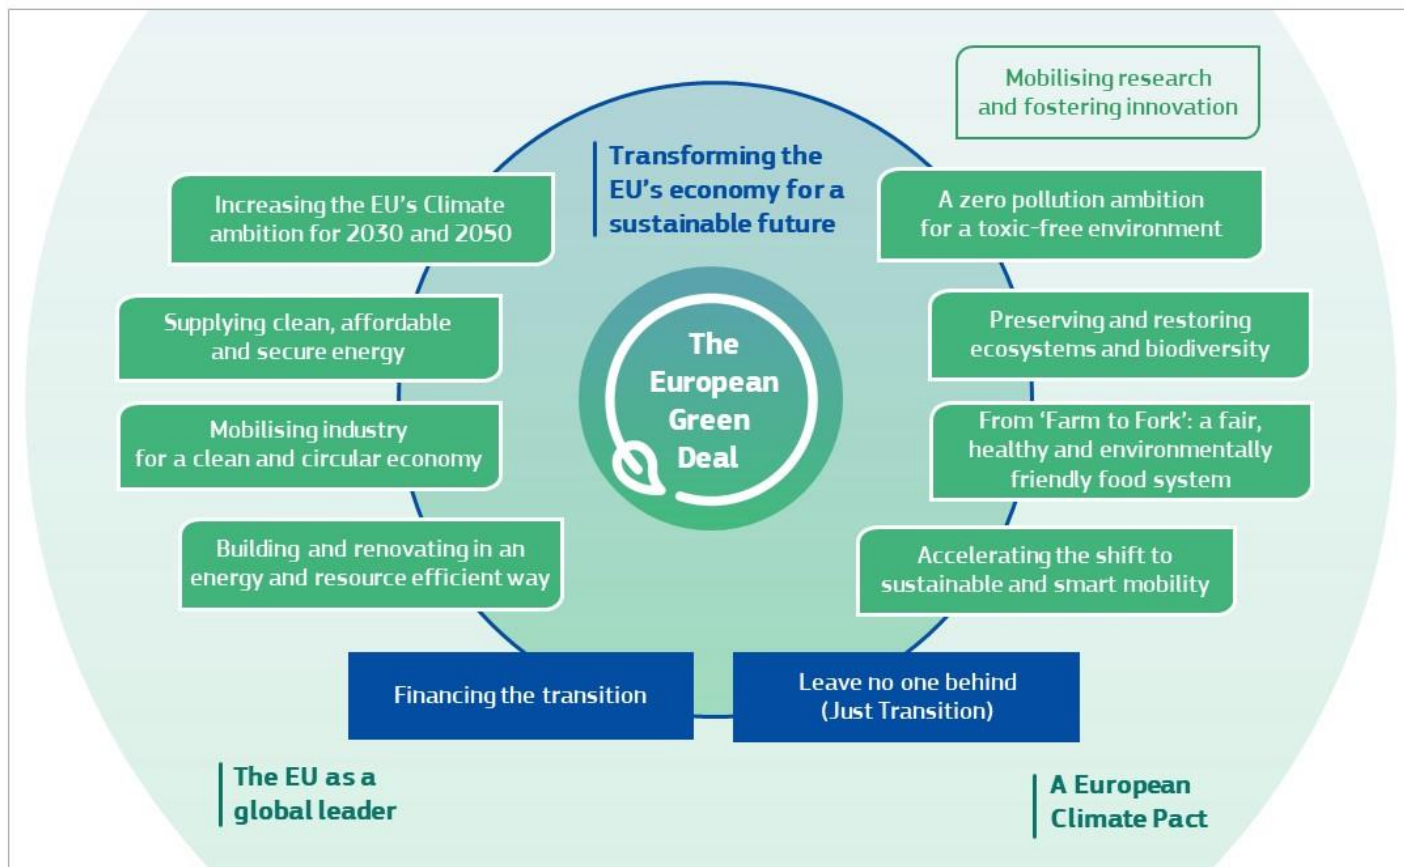 Mobilising research
and fostering innovation
Transforming the
EU’s economy for a
sustainable future
Increasing the EU’s Climate
ambition for 2030 and 2050
A zero pollution ambition
for a toxic-free environment
Supplying clean, affordable
and secure energy
Preserving and restoring
ecosystems and biodiversity
The
European
Green
Deal
Mobilising industry
for a clean and circular economy
From ‘Farm to Fork’: a fair,
healthy and environmentally
friendly food system
Building and renovating in an
energy and resource efficient way
Accelerating the shift to
sustainable and smart mobility
Financing the transition
Leave no one behind
(Just Transition)
The EU as a
global leader
A European
Climate Pact